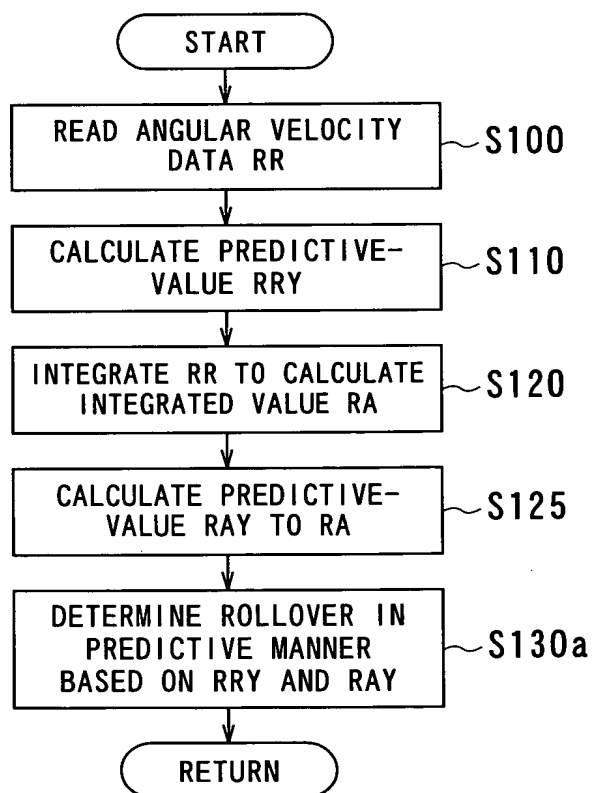 START
READ ANGULAR VELOCITY
DATA RR
S100
CALCULATE PREDICTIVE-
VALUE RRY
S110
INTEGRATE RR TO CALCULATE
INTEGRATED VALUE RA
S120
CALCULATE PREDICTIVE-
VALUE RAY TO RA
S125
DETERMINE ROLLOVER IN
PREDICTIVE MANNER
BASED ON RRY AND RAY
S130a
RETURN